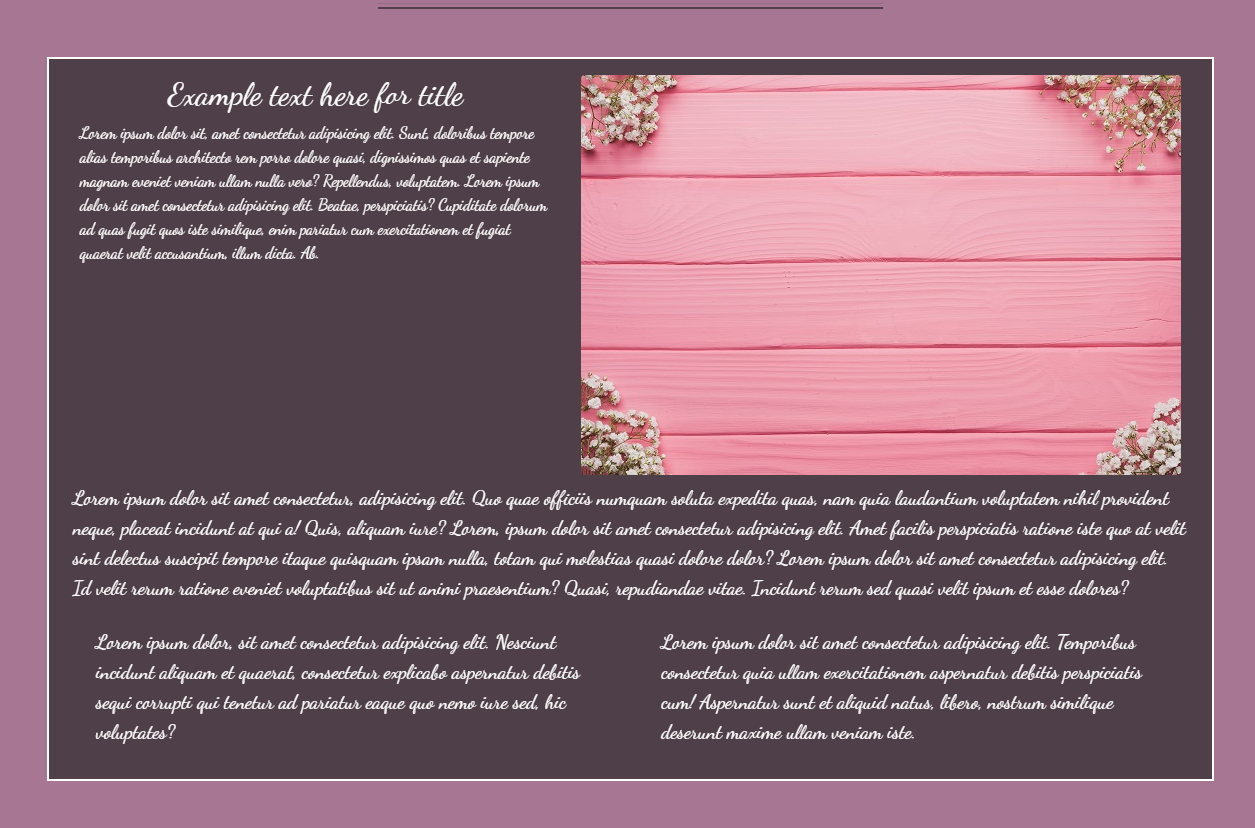 Example text here for title
Lorem ipsum dolor sit, amet consectetur adipisicing elit. Sunt, doloribus tempore
alias temporibus architecto rem porro dolore quasi, dignissimos quas et sapiente
magnam eveniet veniam ullam nulla vero? Repellendus, voluptatem. Lorem ipsum
dolor sit amet consectetur adipisicing elit. Beatae, perspiciatis? Cupiditate dolorum
ad quas fugit quos iste similique, enim pariatur cum exercitationem et fugiat
quaerat velit accusantium, illum dicta. Ab.
Lorem ipsum dolor sit amet consectetur, adipisicing elit. Quo quae officiis numquam soluta expedita quas, nam quia laudantium voluptatem nihil provident
neque, placeat incidunt at qui a! Quis, aliquam iure? Lorem, ipsum dolor sit amet consectetur adipisicing elit. Amet facilis perspiciatis ratione iste quo at velit
sint delectus suscipit tempore itaque quisquam ipsam nulla, totam qui molestias quasi dolore dolor? Lorem ipsum dolor sit amet consectetur adipisicing elit.
Id velit rerum ratione eveniet voluptatibus sit ut animi praesentium? Quasi, repudiandae vitae. Incidunt rerum sed quasi velit ipsum et esse dolores?
Lorem ipsum dolor, sit amet consectetur adipisicing elit. Nesciunt
incidunt aliquam et quaerat, consectetur explicabo aspernatur debitis
sequi corrupti qui tenetur ad pariatur eaque quo nemo iure sed, hic
voluptates?
Lorem ipsum dolor sit amet consectetur adipisicing elit. Temporibus
consectetur quia ullam exercitationem aspernatur debitis perspiciatis
cum! Aspernatur sunt et aliquid natus, libero, nostrum similique
deserunt maxime ullam veniam iste.